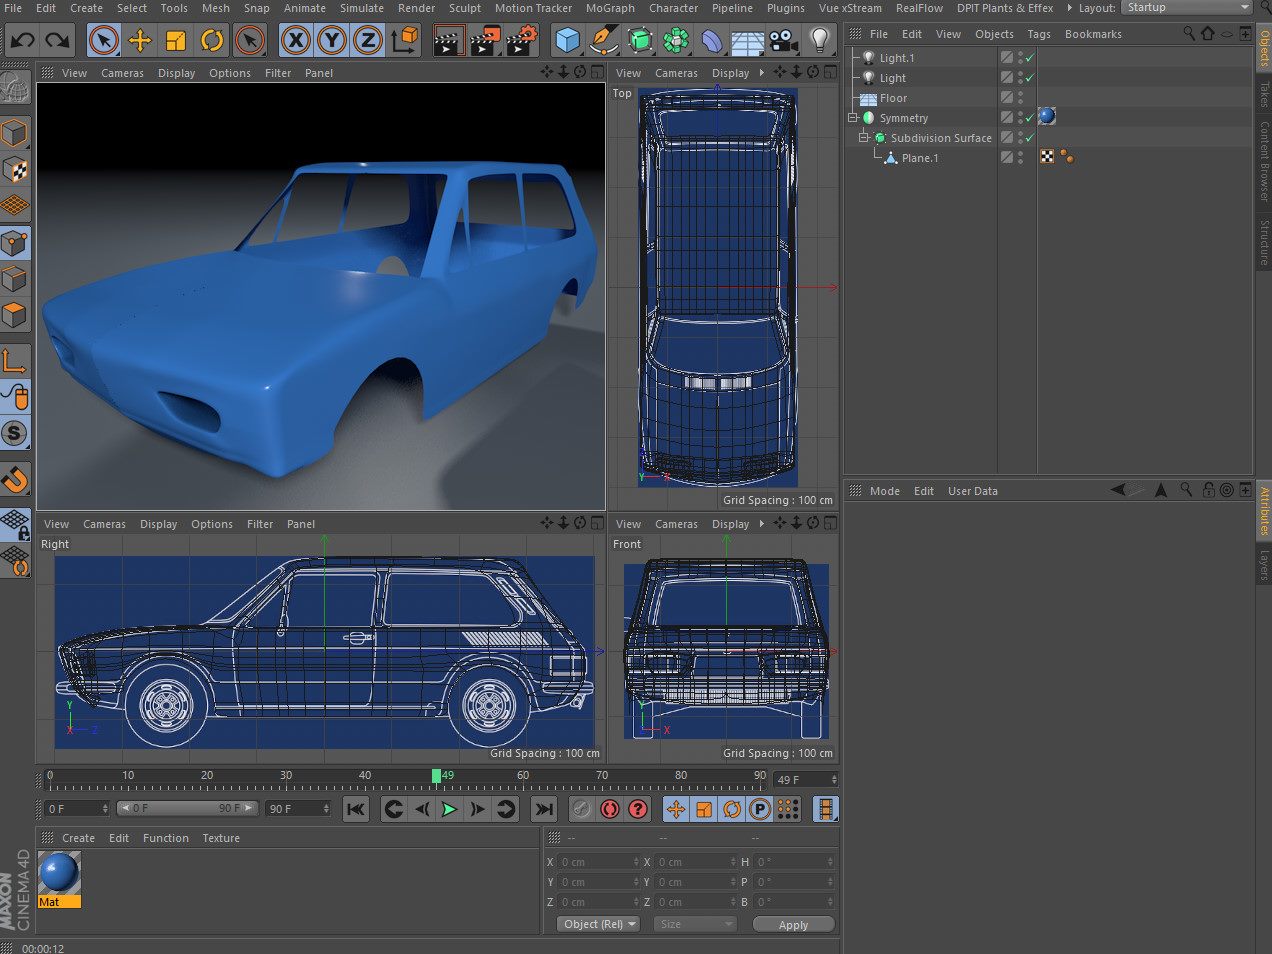 File Edit Create Select Tools Mesh Snap Animate Simulate Render Sculpt Motion Tracker MoGraph Character Pipeline Plugins Vue xStream RealFlow DPIT Plants & Effex Layout: Startup
X Y Z
File Edit View Objects Tags Bookmarks
View Cameras Display Options Filter Panel
View Cameras Display
Top
Grid Spacing : 100 cm
Light.1
Light
Floor
Symmetry
Subdivision Surface
Plane.1
Objects
Takes
Content Browser
Structure
Mode Edit User Data
Attributes
Layers
S
View Cameras Display Options Filter Panel
Right
Y
X Z
Grid Spacing : 100 cm
View Cameras Display
Front
Y
X
Grid Spacing : 100 cm
0 10 20 30 40 49 60 70 80 90
49 F
0 F
0 F 90 F
90 F
?
P
Create Edit Function Texture
Mat
-- -- --
X 0 cm X 0 cm H 0 °
Y 0 cm Y 0 cm P 0 °
Z 0 cm Z 0 cm B 0 °
Object (Rel) Size Apply
MAXON
CINEMA 4D
00:00:12